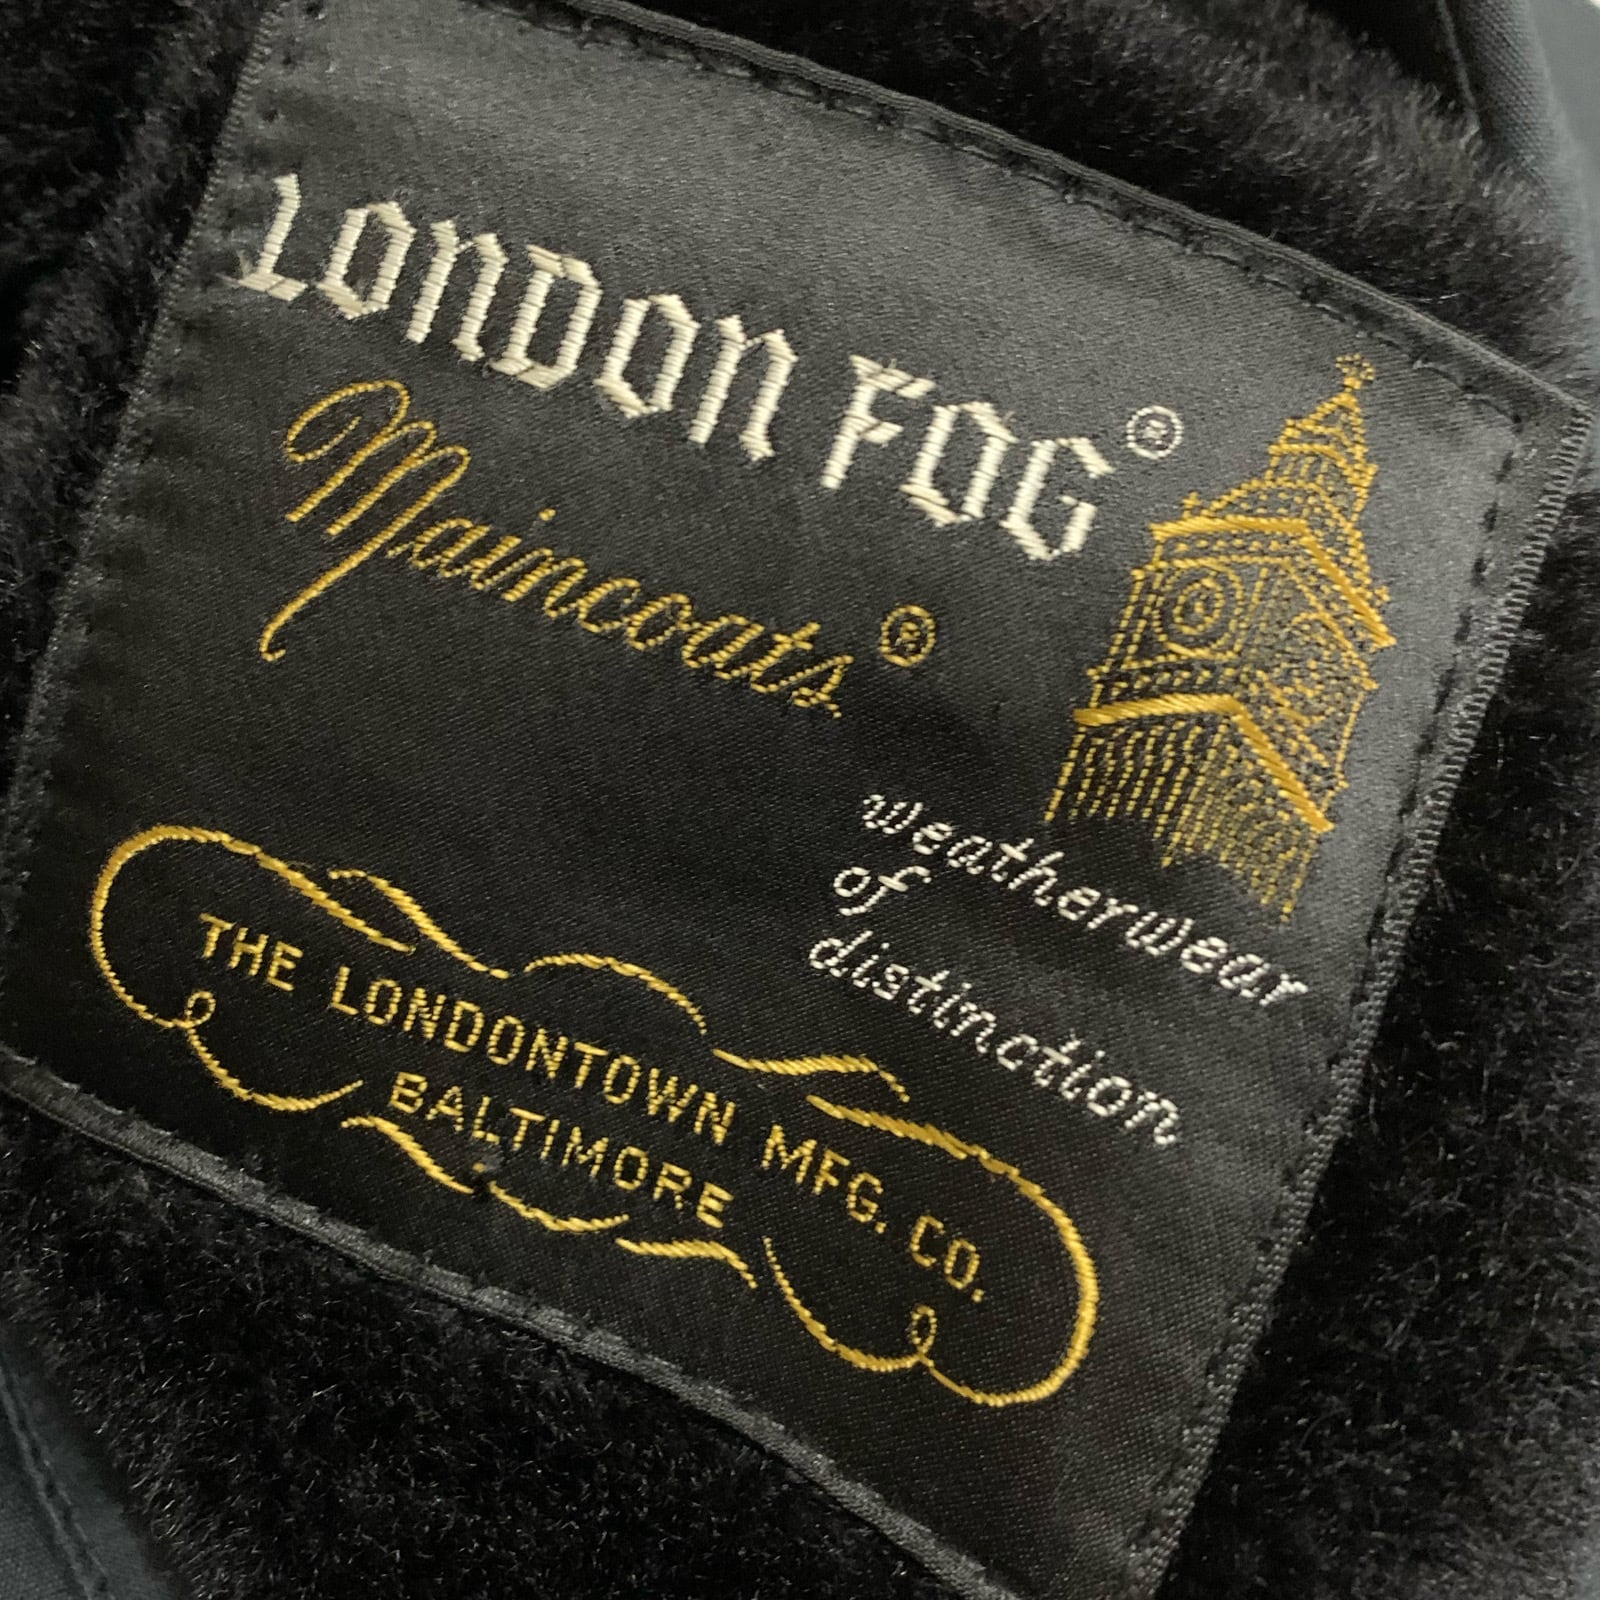 LONDON FOG®
Maincoats®
weatherwear
of
distinction
THE LONDONTOWN MFG. CO.
BALTIMORE